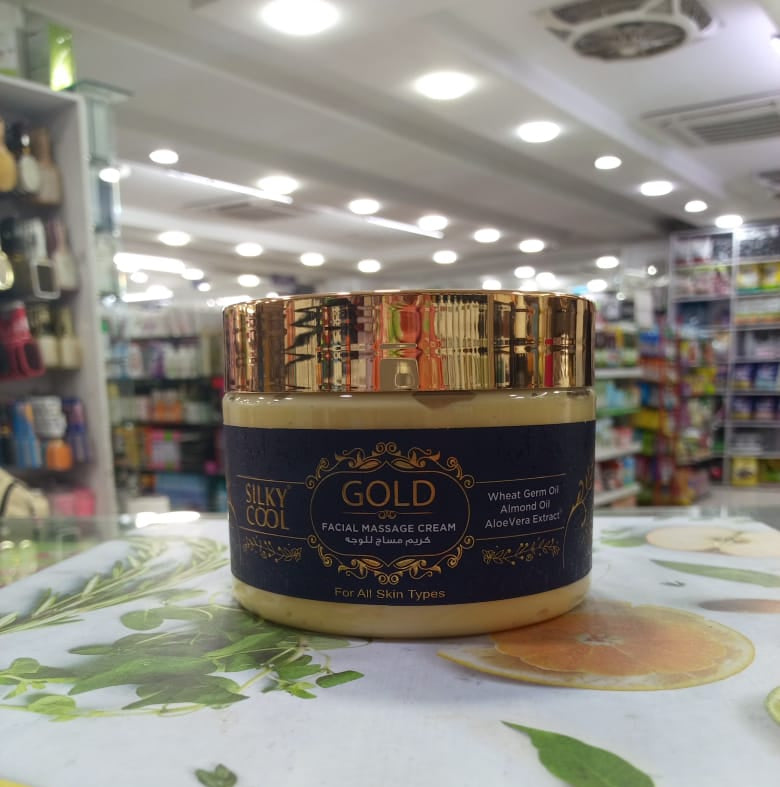 SILKY
COOL
GOLD
FACIAL MASSAGE CREAM
كريم مساج للوجه
Wheat Germ Oil
Almond Oil
AloeVera Extract
For All Skin Types